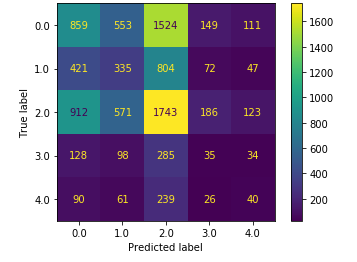 0.0 859 553 1524 149 111
1.0 421 335 804 72 47
2.0 912 571 1743 186 123
3.0 128 98 285 35 34
4.0 90 61 239 26 40
0.0 1.0 2.0 3.0 4.0
Predicted label
True label
1600
1400
1200
1000
800
600
400
200